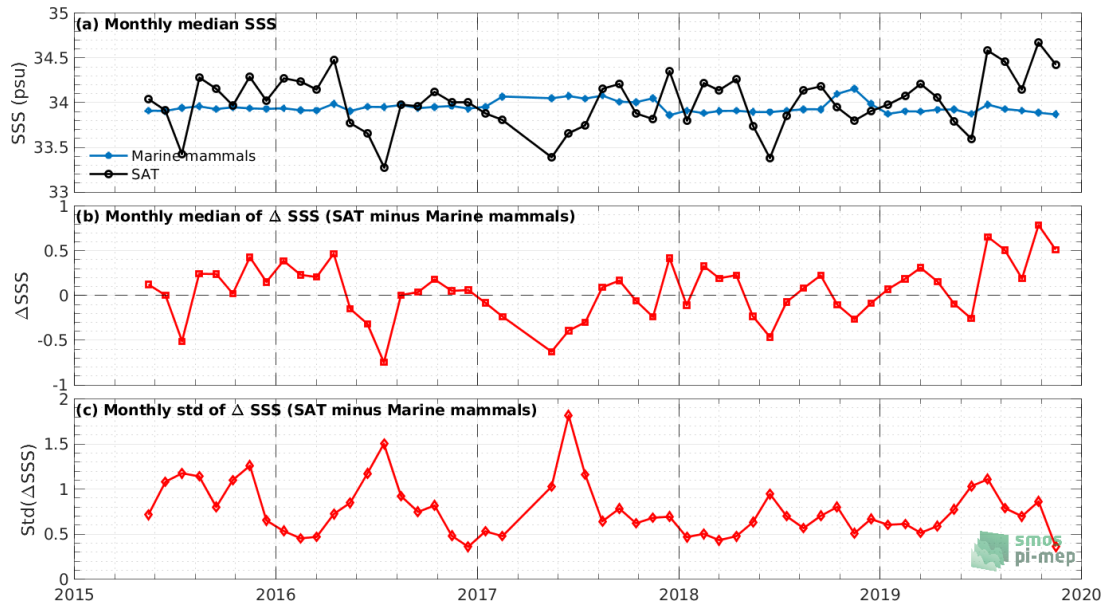 (a) Monthly median SSS
35
34.5
34
33.5
33
SSS (psu)
Marine mammals
SAT
(b) Monthly median of Δ SSS (SAT minus Marine mammals)
1
0.5
0
-0.5
-1
ΔSSS
(c) Monthly std of Δ SSS (SAT minus Marine mammals)
2
1.5
1
0.5
0
Std(ΔSSS)
smos
pi-mep
2015 2016 2017 2018 2019 2020